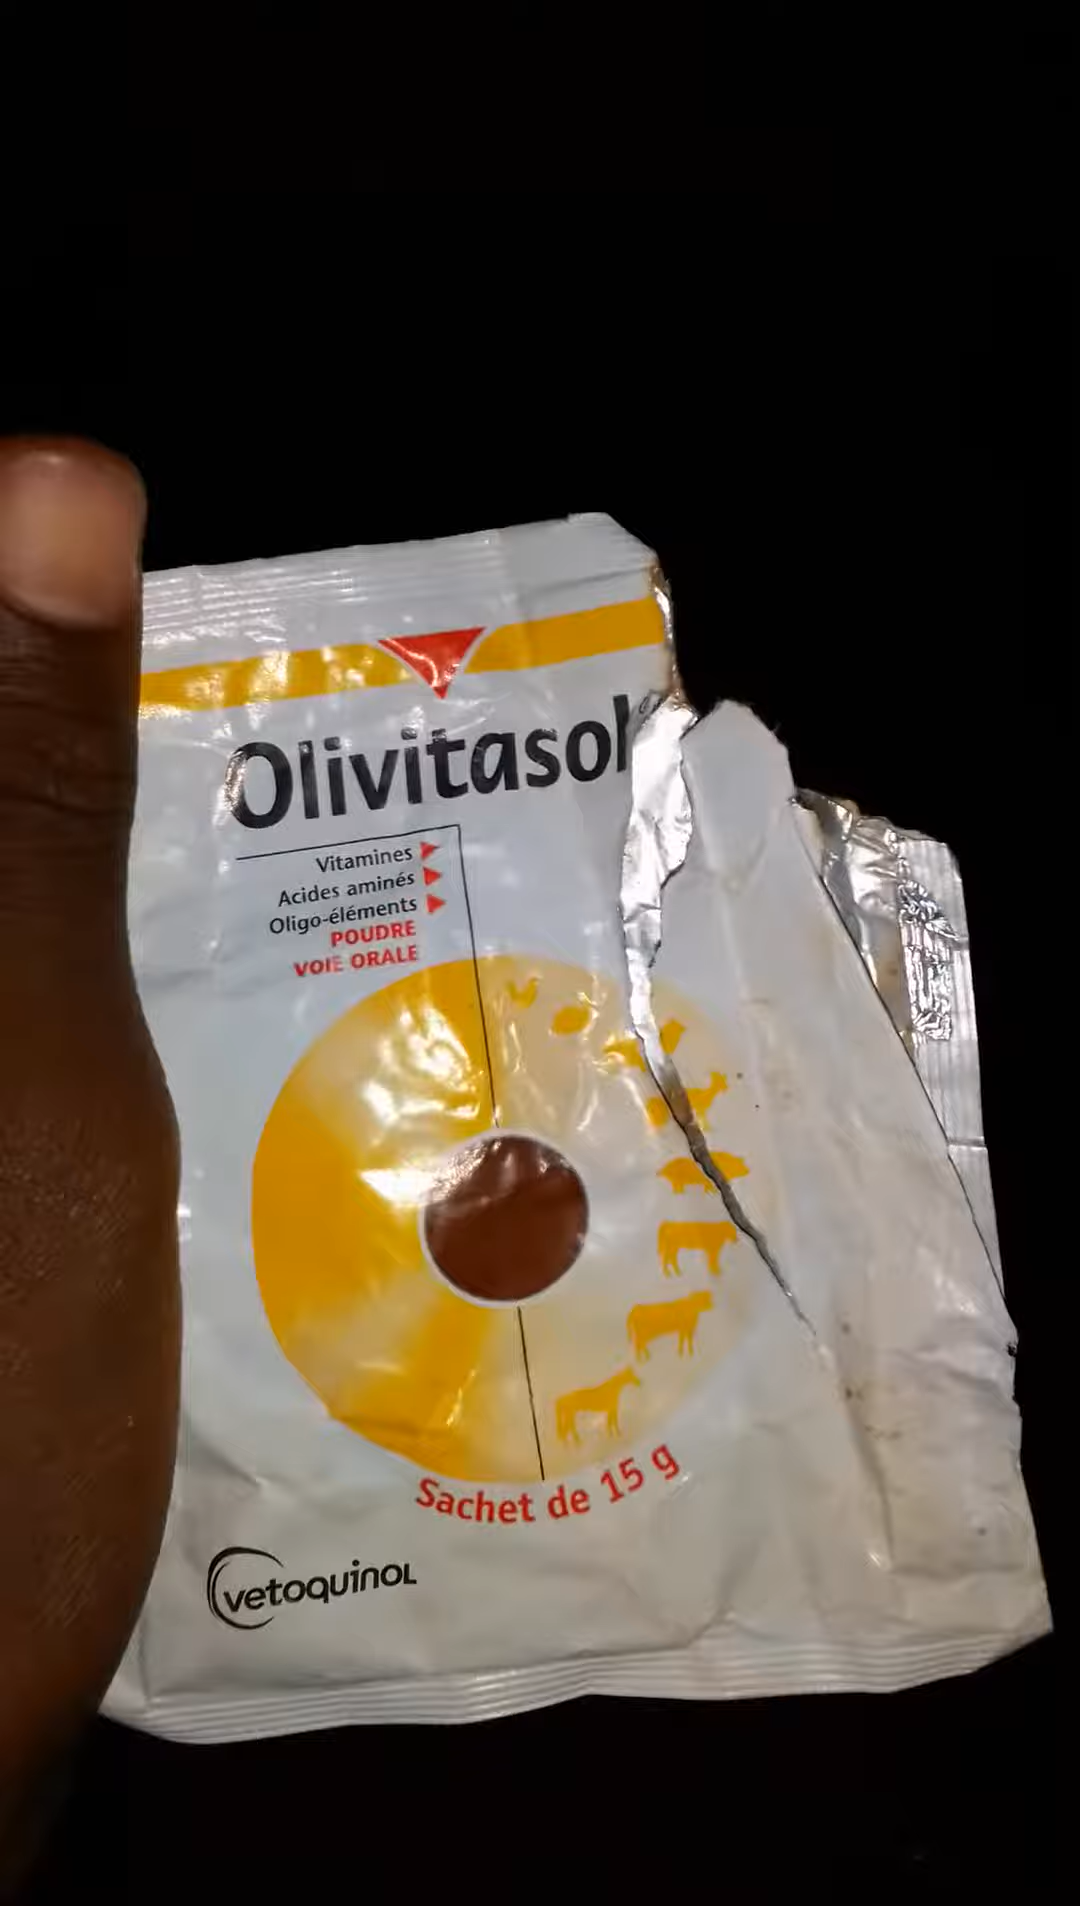 Olivitasol
Vitamines
Acides aminés
Oligo-éléments
POUDRE
VOIE ORALE
Sachet de 15 g
vetoquinol